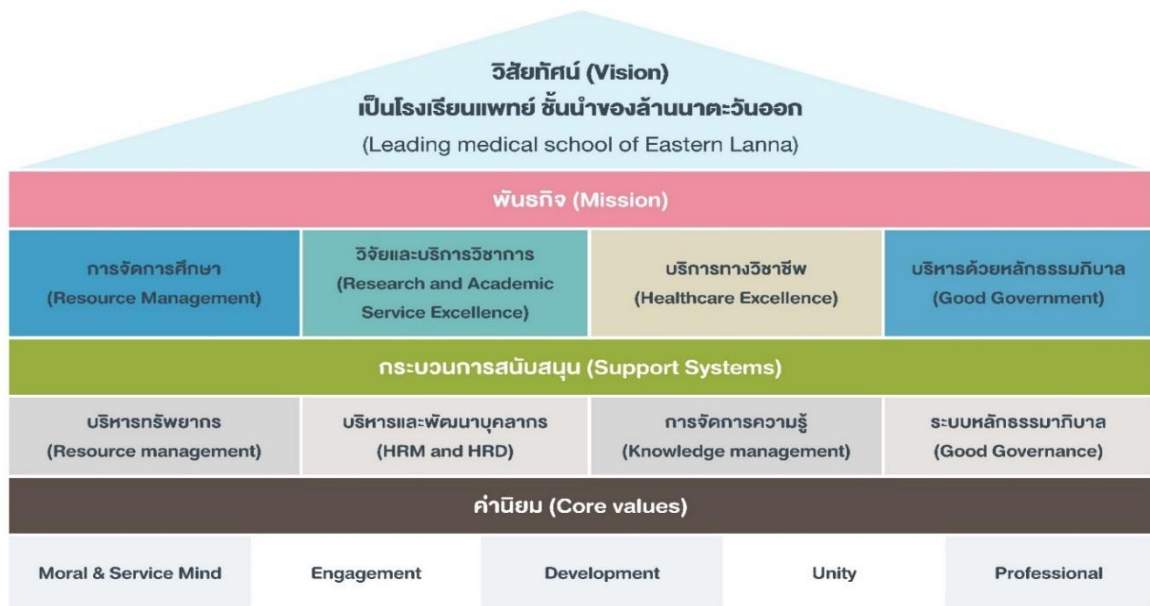 วิสัยทัศน์ (Vision)
เป็นโรงเรียนแพทย์ ชั้นนำของล้านนาตะวันออก
(Leading medical school of Eastern Lanna)
พันธกิจ (Mission)
การจัดการศึกษา
(Resource Management)
วิจัยและบริการวิชาการ
(Research and Academic
Service Excellence)
บริการทางวิชาชีพ
(Healthcare Excellence)
บริหารด้วยหลักธรรมภิบาล
(Good Government)
กระบวนการสนับสนุน (Support Systems)
บริหารทรัพยากร
(Resource management)
บริหารและพัฒนาบุคลากร
(HRM and HRD)
การจัดการความรู้
(Knowledge management)
ระบบหลักธรรมาภิบาล
(Good Governance)
ค่านิยม (Core values)
Moral & Service Mind
Engagement
Development
Unity
Professional